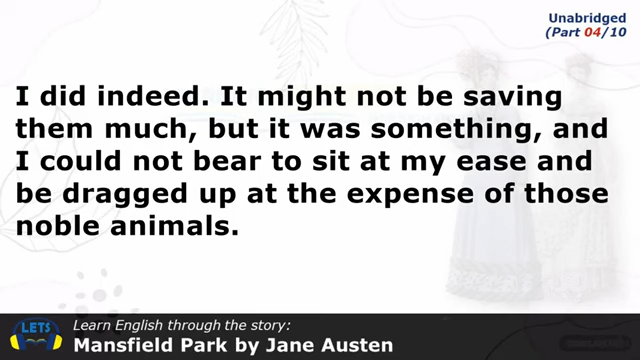 Unabridged
(Part 04/10
I did indeed. It might not be saving
them much, but it was something, and
I could not bear to sit at my ease and
be dragged up at the expense of those
noble animals.
LETS
Learn English through the story:
Mansfield Park by Jane Austen